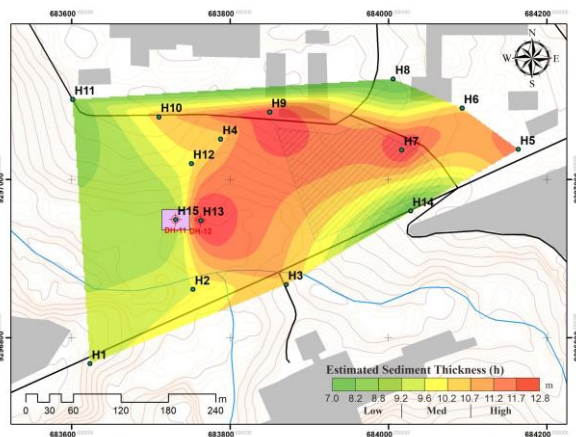 683600 683800 684000 684200
N
W E
S
H11
H8
H10
H9
H6
H4
H7
H5
H12
H15 H13
H14
DH-11 DH-12
H2
H3
H1
Estimated Sediment Thickness (h)
m
7.0 8.2 8.8 9.2 9.6 10.2 10.7 11.2 11.7 12.8
Low Med High
0 15 30 60 120 180 240
m
683600 683800 684000 684200